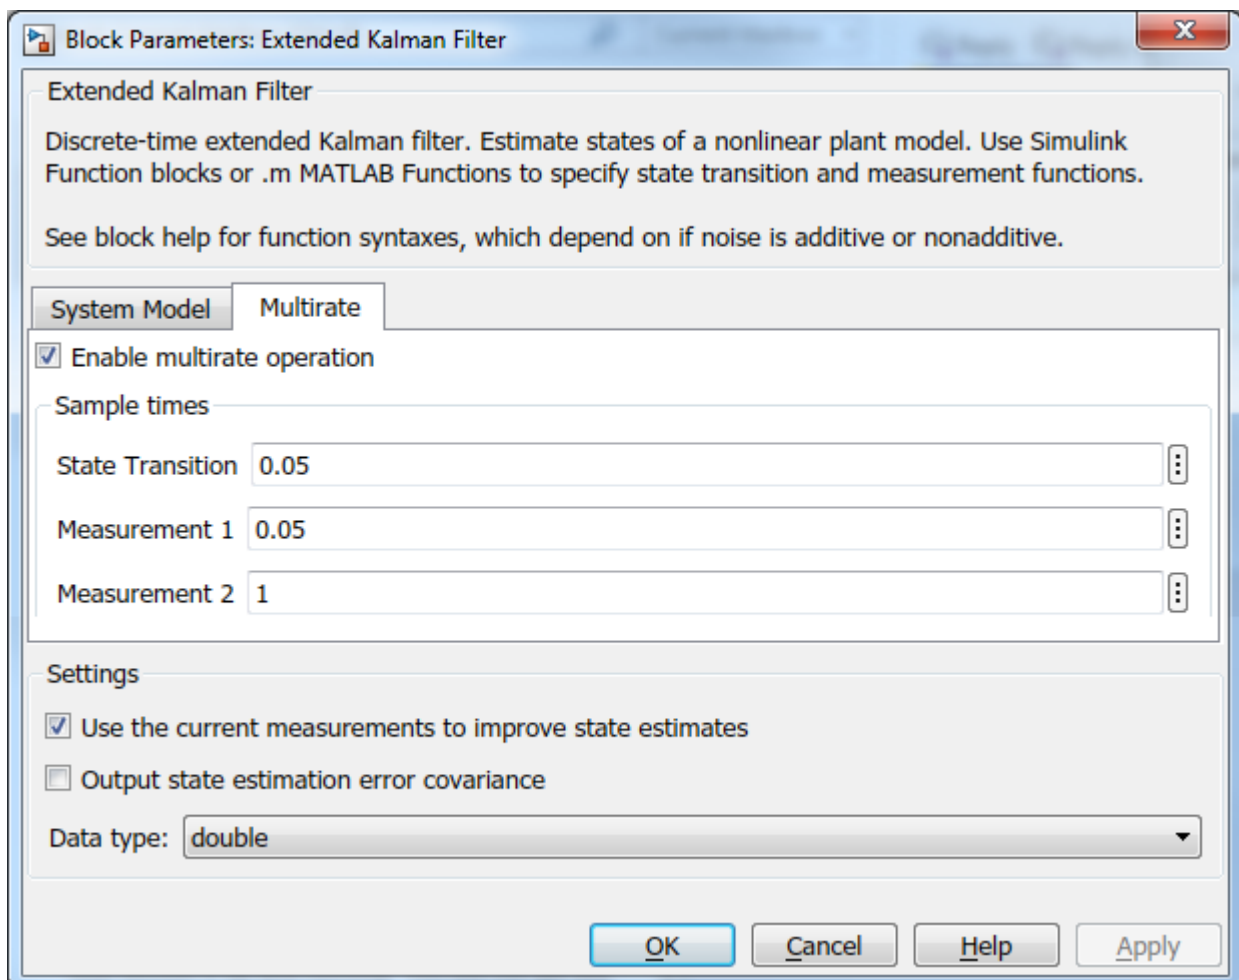 Block Parameters: Extended Kalman Filter
Extended Kalman Filter
Discrete-time extended Kalman filter. Estimate states of a nonlinear plant model. Use Simulink
Function blocks or .m MATLAB Functions to specify state transition and measurement functions.
See block help for function syntaxes, which depend on if noise is additive or nonadditive.
System Model Multirate
Enable multirate operation
Sample times
State Transition 0.05
Measurement 1 0.05
Measurement 2 1
Settings
Use the current measurements to improve state estimates
Output state estimation error covariance
Data type: double
OK Cancel Help Apply